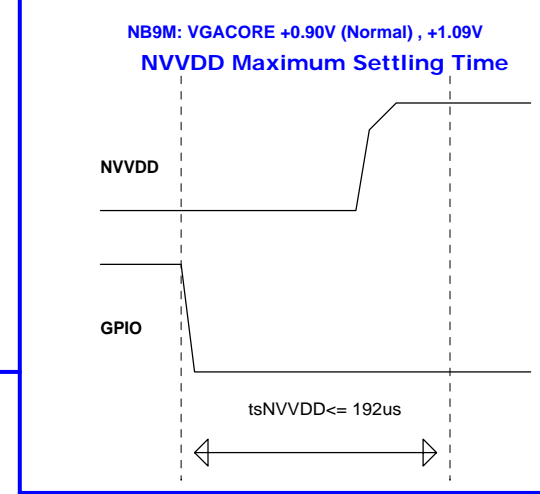 NB9M: VGACORE +0.90V (Normal) , +1.09V
NVVDD Maximum Settling Time
NVVDD
GPIO
tsNVVDD<= 192us